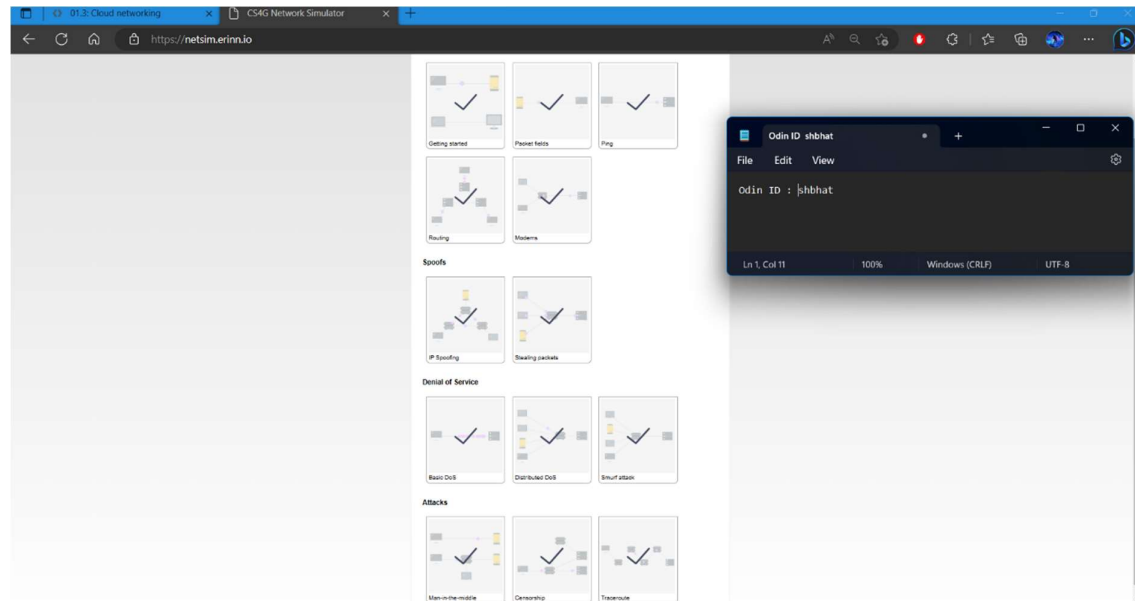 01.3: Cloud networking
CS4G Network Simulator
https://netsim.erinn.io
Getting started
Packet fields
Ping
Routing
Modems
Spoofs
IP Spoofing
Stealing packets
Denial of Service
Basic DoS
Distributed DoS
Smurf attack
Attacks
Man-in-the-middle
Censorship
Traceroute
Odin ID shbhat
File Edit View
Odin ID : shbhat
Ln 1, Col 11 100% Windows (CRLF) UTF-8